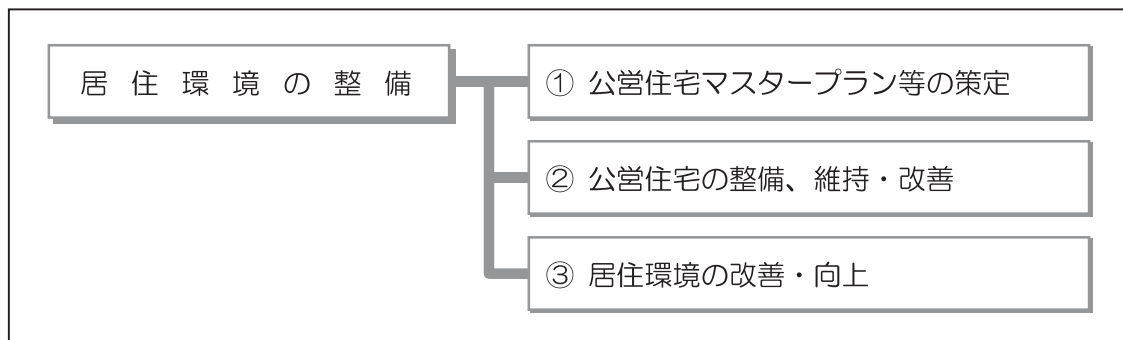 居住環境の整備
① 公営住宅マスタープラン等の策定
② 公営住宅の整備、維持・改善
③ 居住環境の改善・向上